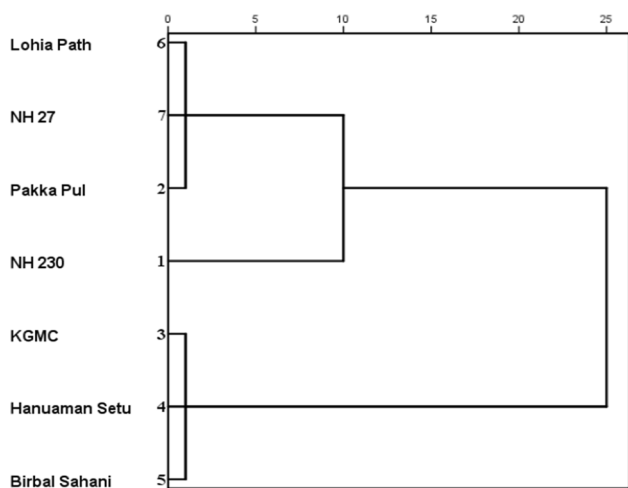 0 5 10 15 20 25
Lohia Path 6
NH 27 7
Pakka Pul 2
NH 230 1
KGMC 3
Hanuaman Setu 4
Birbal Sahani 5